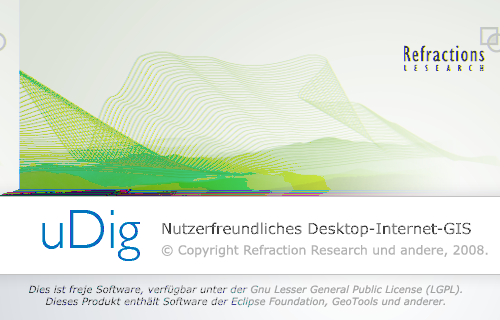 Refractions
RESEARCH
uDig
Nutzerfreundliches Desktop-Internet-GIS
© Copyright Refraction Research und andere, 2008.
Dies ist freje Software, verfügbar unter der Gnu Lesser General Public License (LGPL).
Dieses Produkt enthält Software der Eclipse Foundation, GeoTools und anderer.